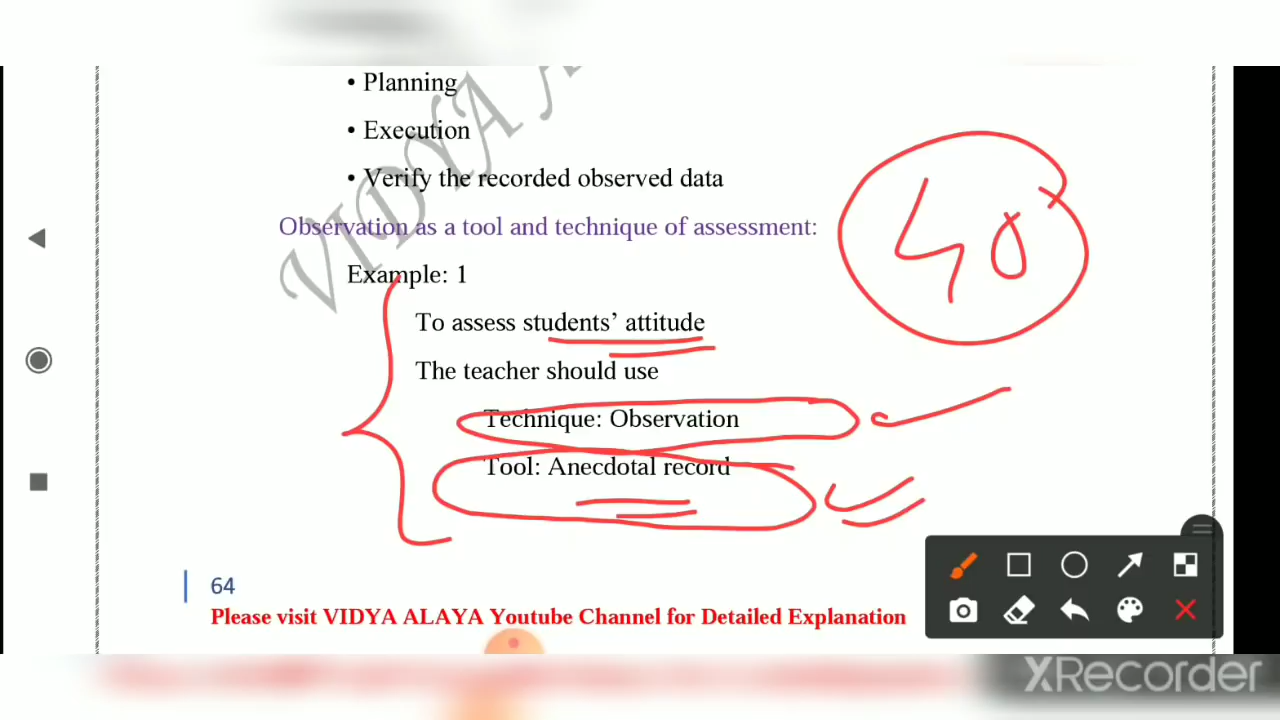 • Planning
• Execution
• Verify the recorded observed data
Observation as a tool and technique of assessment:
Example: 1
To assess students’ attitude
The teacher should use
Technique: Observation
Tool: Anecdotal record
64
Please visit VIDYA ALAYA Youtube Channel for Detailed Explanation
VIDYA A
XRecorder